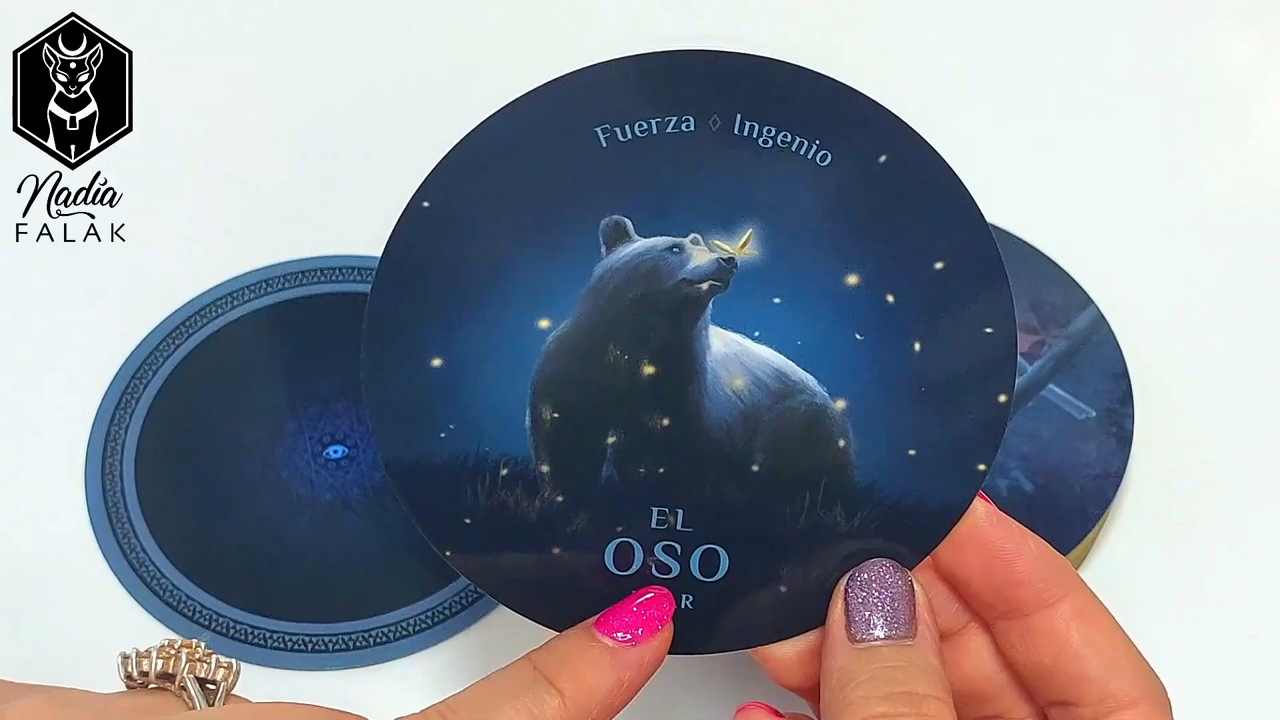 Nadia
FALAK
Fuerza ◊ Ingenio
EL
OSO